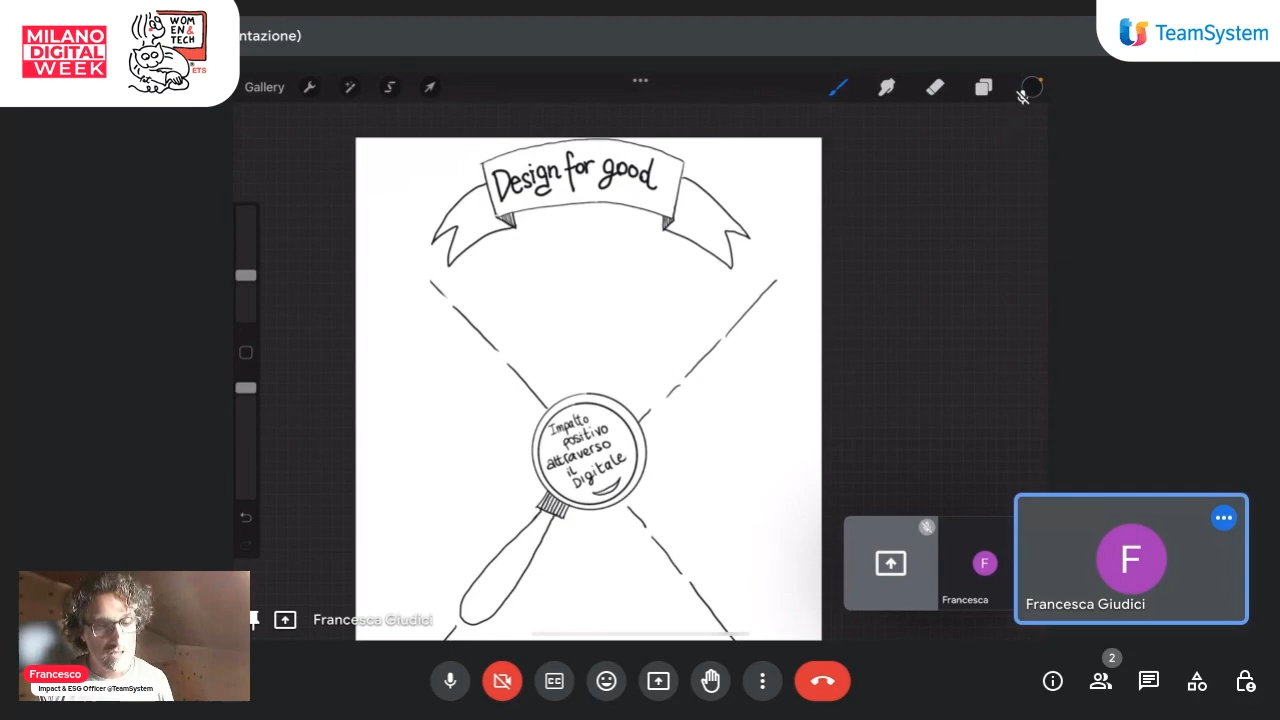 MILANO
DIGITAL
WEEK
WOM
EN&
TECH
ETS
ntazione)
TeamSystem
Gallery
Design for good
Impatto
positivo
attraverso
il
Digitale
F
Francesca
F
Francesca Giudici
Francesca Giudici
Francesco
Impact & ESG Officer @TeamSystem
2